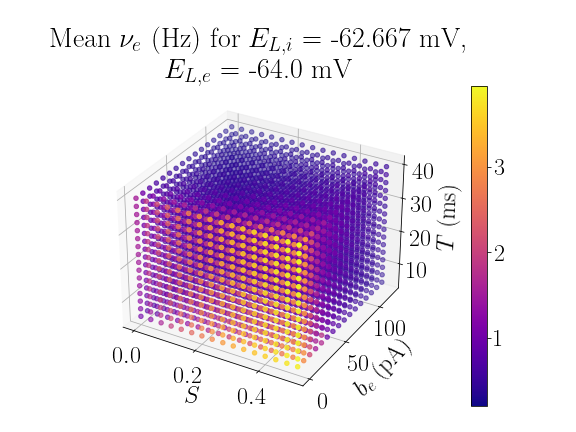 Mean ν_e (Hz) for E_{L,i} = -62.667 mV,
E_{L,e} = -64.0 mV
3
2
1
40
30
20
10
T (ms)
100
50
0
b_e (pA)
0.0
0.2
0.4
S